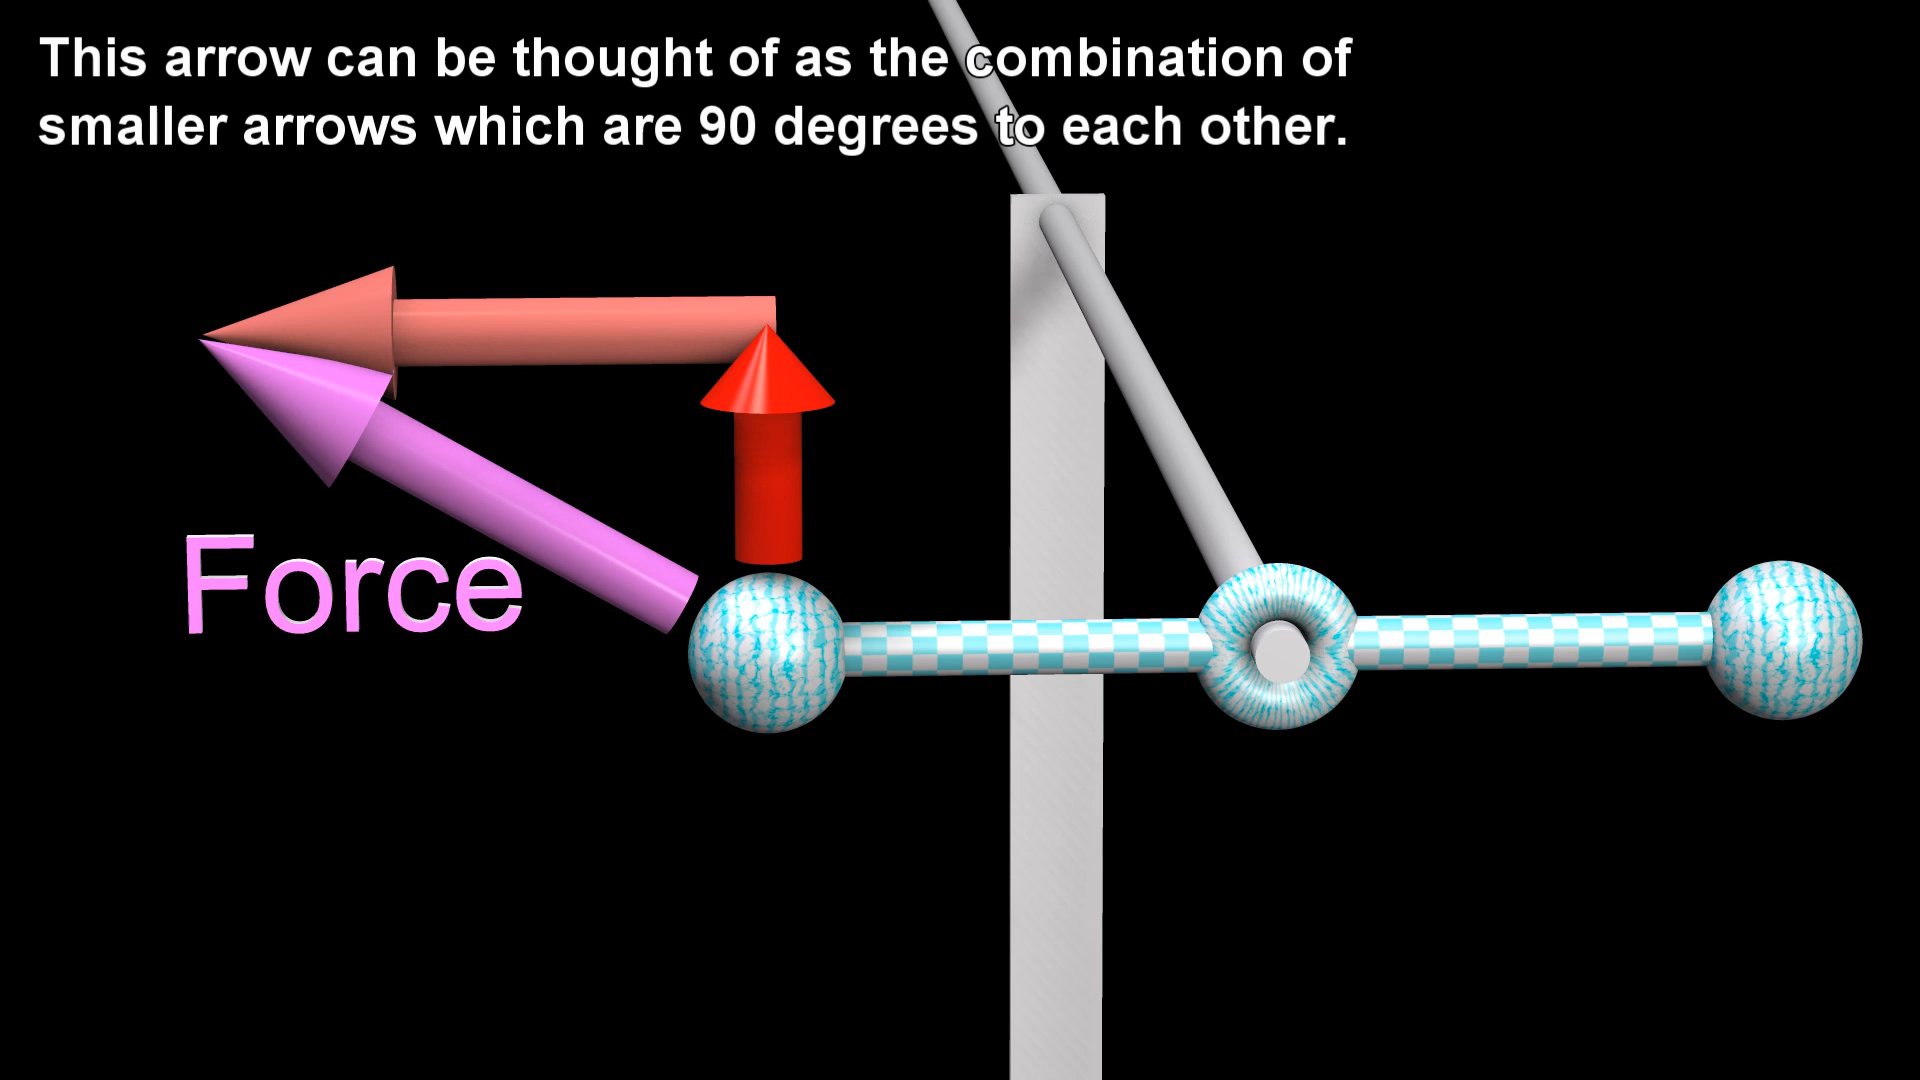 This arrow can be thought of as the combination of
smaller arrows which are 90 degrees to each other.
Force